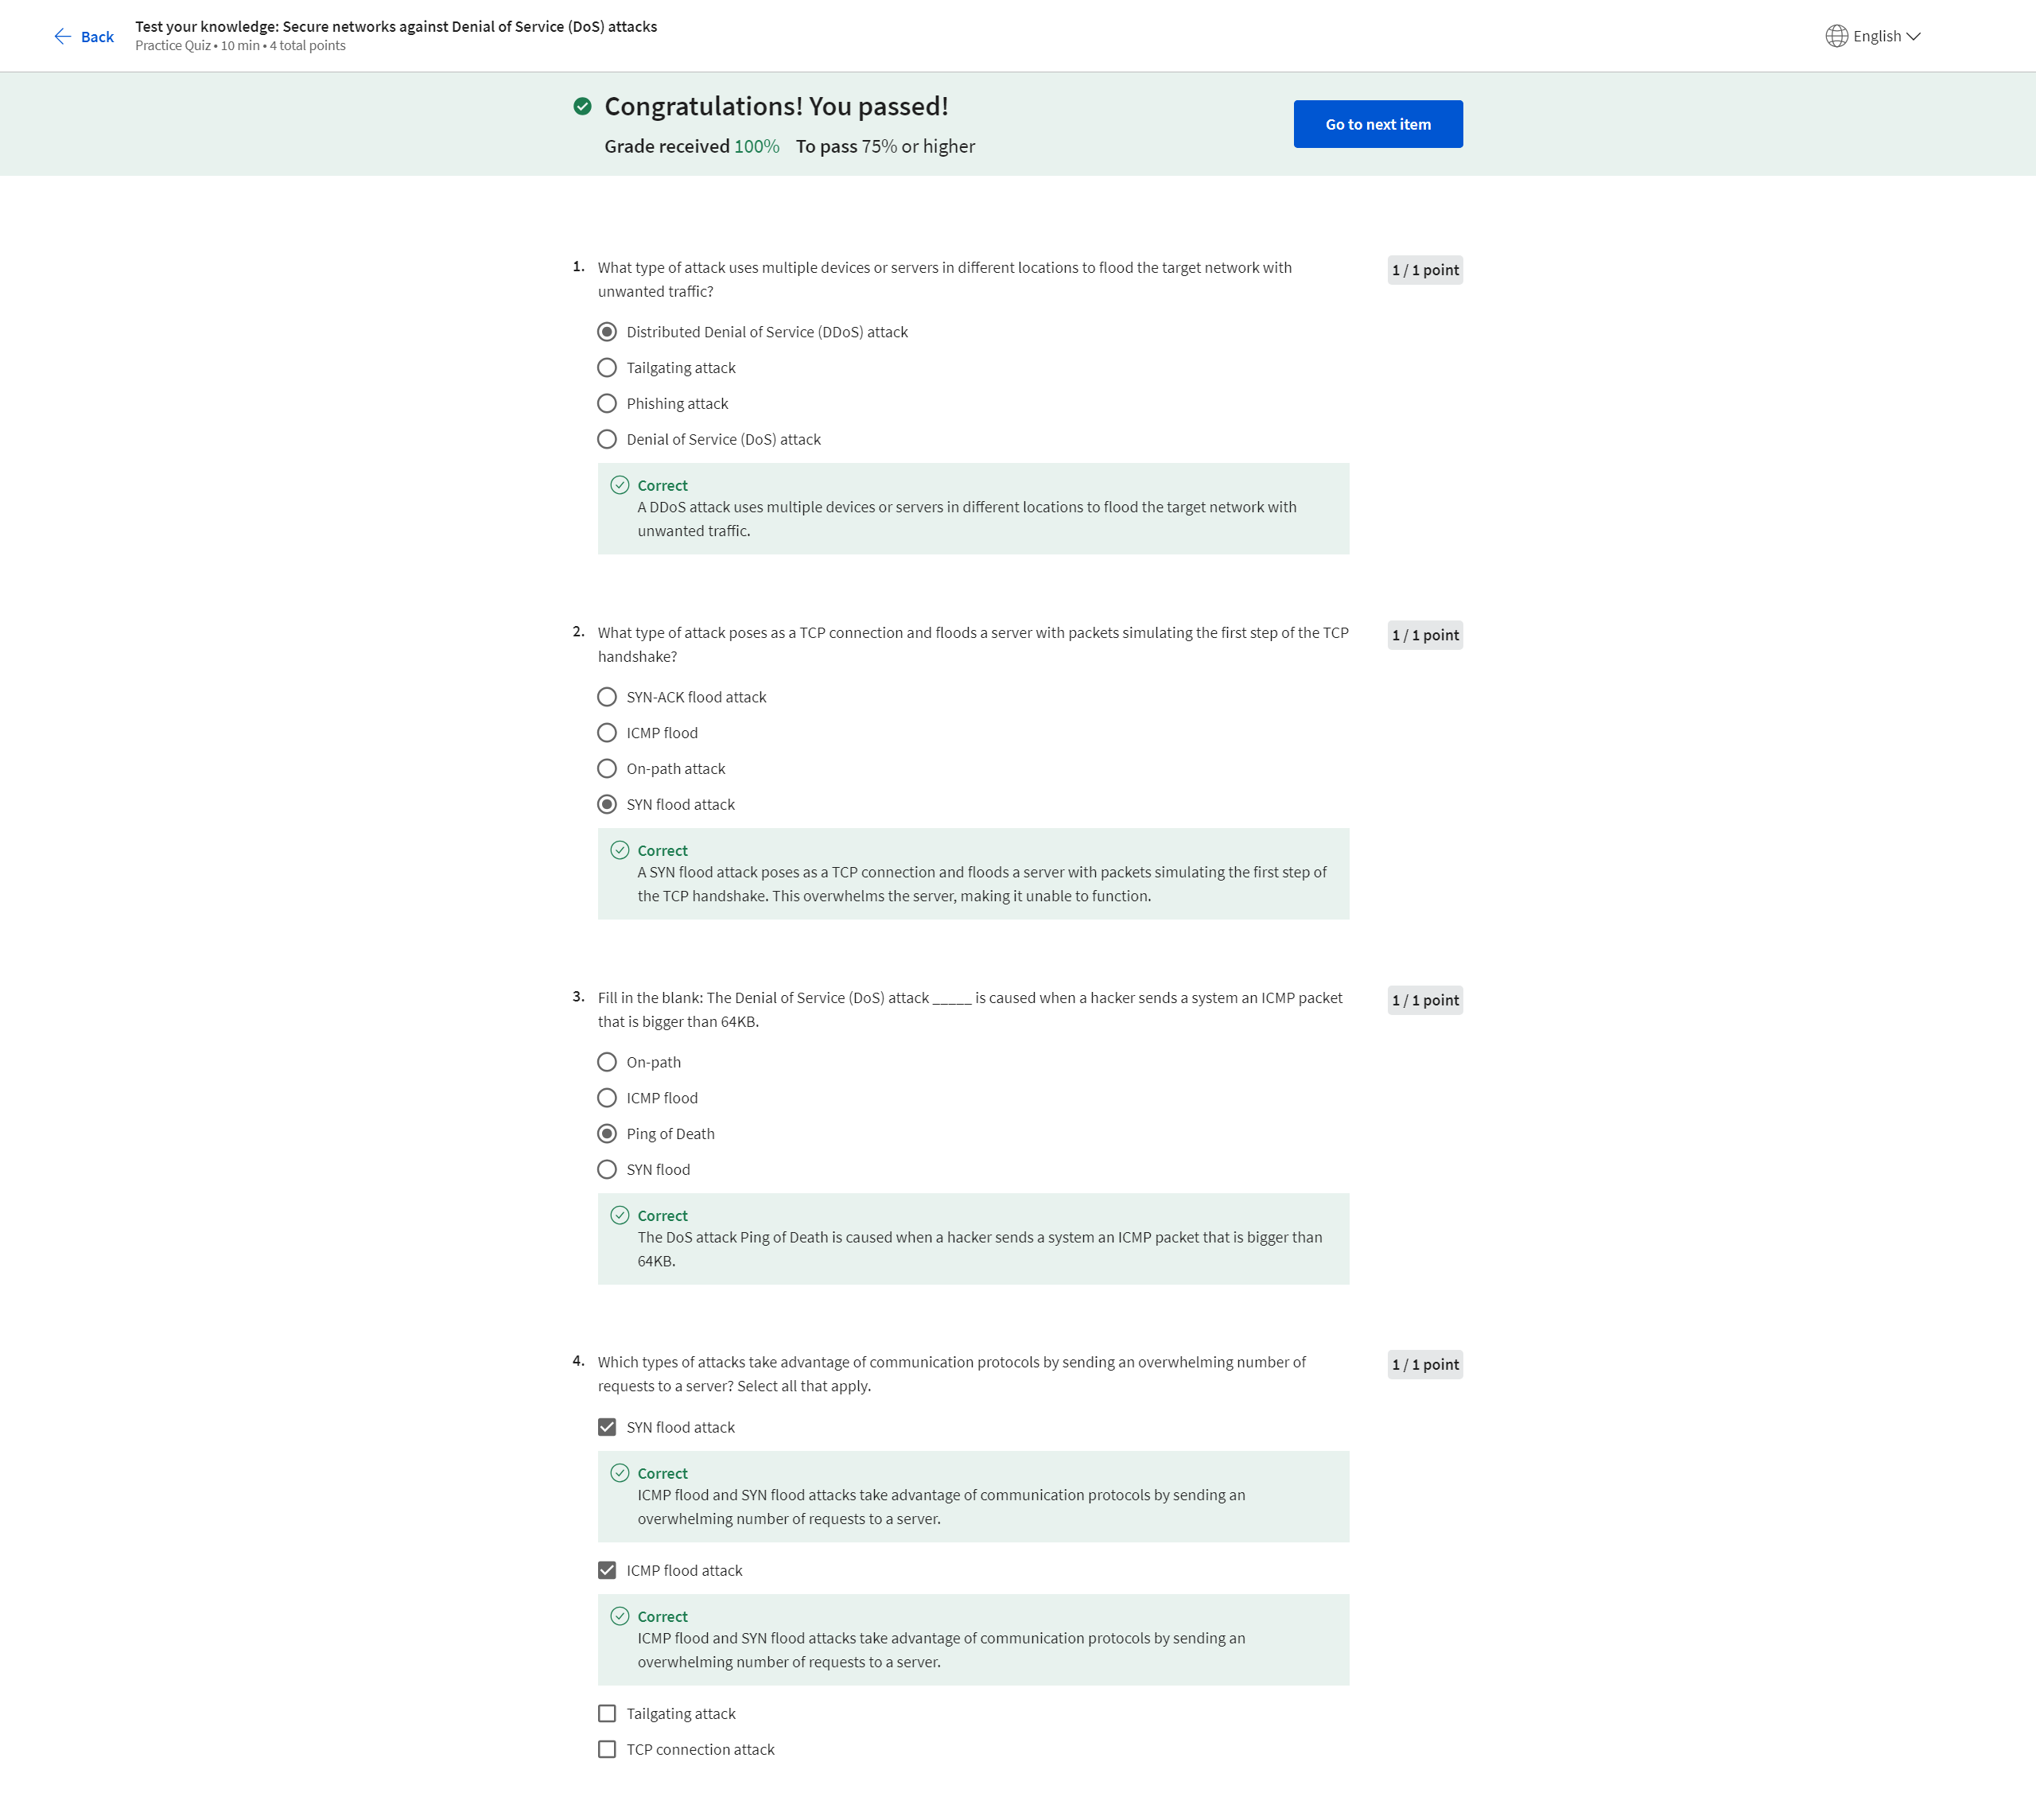 Back
Test your knowledge: Secure networks against Denial of Service (DoS) attacks
Practice Quiz • 10 min • 4 total points
English
Congratulations! You passed!
Grade received 100% To pass 75% or higher
Go to next item
1. What type of attack uses multiple devices or servers in different locations to flood the target network with
unwanted traffic?
1 / 1 point
Distributed Denial of Service (DDoS) attack
Tailgating attack
Phishing attack
Denial of Service (DoS) attack
Correct
A DDoS attack uses multiple devices or servers in different locations to flood the target network with
unwanted traffic.
2. What type of attack poses as a TCP connection and floods a server with packets simulating the first step of the TCP
handshake?
1 / 1 point
SYN-ACK flood attack
ICMP flood
On-path attack
SYN flood attack
Correct
A SYN flood attack poses as a TCP connection and floods a server with packets simulating the first step of
the TCP handshake. This overwhelms the server, making it unable to function.
3. Fill in the blank: The Denial of Service (DoS) attack _____ is caused when a hacker sends a system an ICMP packet
that is bigger than 64KB.
1 / 1 point
On-path
ICMP flood
Ping of Death
SYN flood
Correct
The DoS attack Ping of Death is caused when a hacker sends a system an ICMP packet that is bigger than
64KB.
4. Which types of attacks take advantage of communication protocols by sending an overwhelming number of
requests to a server? Select all that apply.
1 / 1 point
SYN flood attack
Correct
ICMP flood and SYN flood attacks take advantage of communication protocols by sending an
overwhelming number of requests to a server.
ICMP flood attack
Correct
ICMP flood and SYN flood attacks take advantage of communication protocols by sending an
overwhelming number of requests to a server.
Tailgating attack
TCP connection attack